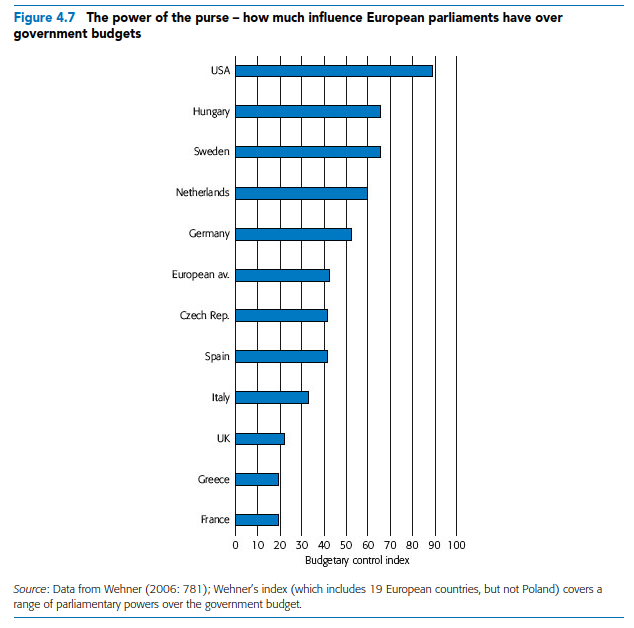 Figure 4.7 The power of the purse – how much influence European parliaments have over
government budgets
USA
Hungary
Sweden
Netherlands
Germany
European av.
Czech Rep.
Spain
Italy
UK
Greece
France
0 10 20 30 40 50 60 70 80 90 100
Budgetary control index
Source: Data from Wehner (2006: 781); Wehner's index (which includes 19 European countries, but not Poland) covers a
range of parliamentary powers over the government budget.